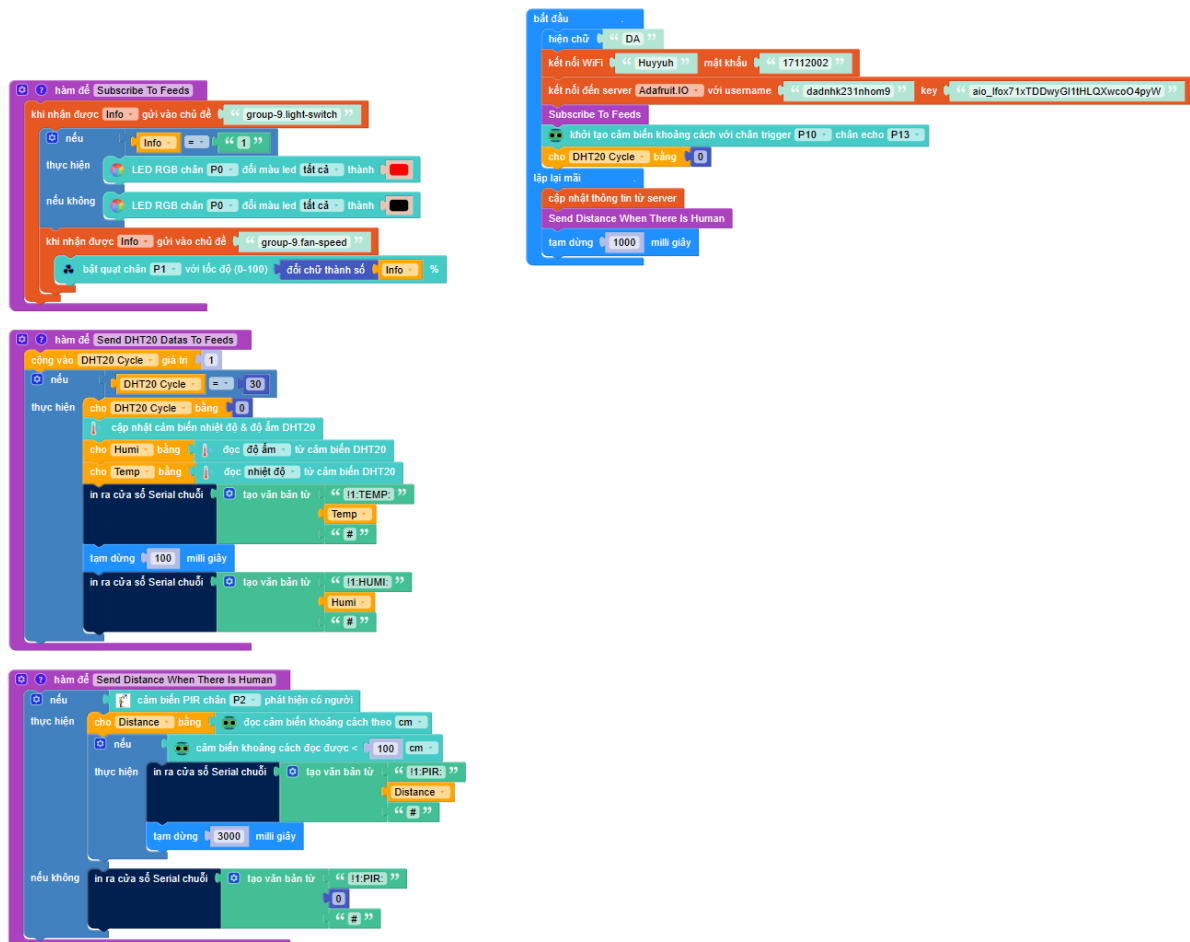 hàm để Subscribe To Feeds
khi nhận được Info gửi vào chủ đề “ group-9.light-switch ”
nếu Info = “ 1 ”
thực hiện LED RGB chân P0 đổi màu led tất cả thành
nếu không LED RGB chân P0 đổi màu led tất cả thành
khi nhận được Info gửi vào chủ đề “ group-9.fan-speed ”
bật quạt chân P1 với tốc độ (0-100) đổi chữ thành số Info %
hàm để Send DHT20 Datas To Feeds
cộng vào DHT20 Cycle giá trị 1
nếu DHT20 Cycle = 30
thực hiện cho DHT20 Cycle bằng 0
cập nhật cảm biến nhiệt độ & độ ẩm DHT20
cho Humi bằng đọc độ ẩm từ cảm biến DHT20
cho Temp bằng đọc nhiệt độ từ cảm biến DHT20
in ra cửa sổ Serial chuỗi tạo văn bản từ “ !1:TEMP: ”
Temp
“ # ”
tạm dừng 100 milli giây
in ra cửa sổ Serial chuỗi tạo văn bản từ “ !1:HUMI: ”
Humi
“ # ”
hàm để Send Distance When There Is Human
nếu cảm biến PIR chân P2 phát hiện có người
thực hiện cho Distance bằng đọc cảm biến khoảng cách theo cm
nếu cảm biến khoảng cách đọc được < 100 cm
thực hiện in ra cửa sổ Serial chuỗi tạo văn bản từ “ !1:PIR: ”
Distance
“ # ”
tạm dừng 3000 milli giây
nếu không in ra cửa sổ Serial chuỗi tạo văn bản từ “ !1:PIR: ”
0
“ # ”
bắt đầu
hiện chữ “ DA ”
kết nối WiFi “ Huyyuh ” mật khẩu “ 17112002 ”
kết nối đến server Adafruit.IO với username “ dadnhk231nhom9 ” key “ aio_lfox71xTDDwyGl1tHLQXwcoO4pyW ”
Subscribe To Feeds
khởi tạo cảm biến khoảng cách với chân trigger P10 chân echo P13
cho DHT20 Cycle bằng 0
lặp lại mãi
cập nhật thông tin từ server
Send Distance When There Is Human
tạm dừng 1000 milli giây